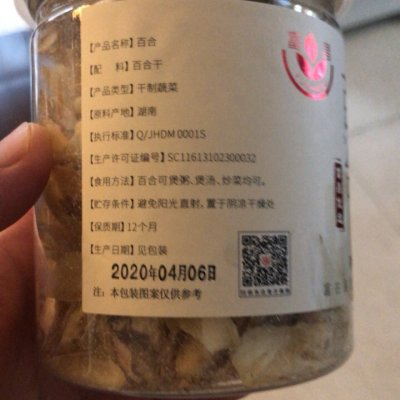 【产品名称】百合
【配　料】百合干
【产品类型】干制蔬菜
【原料产地】湖南
【执行标准】Q/JHDM 0001S
【生产许可证编号】SC11613102300032
【食用方法】百合可煲粥、煲汤、炒菜均可。
【贮存条件】避免阳光直射，置于阴凉干燥处
【保质期】12个月
【生产日期】见包装
2020年04月06日
注：本包装图案仅供参考